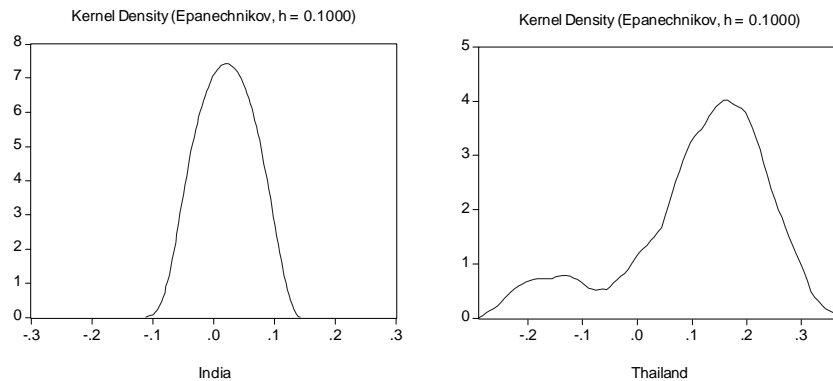 Kernel Density (Epanechnikov, h = 0.1000)
8
7
6
5
4
3
2
1
0
-.3 -.2 -.1 .0 .1 .2 .3
India
Kernel Density (Epanechnikov, h = 0.1000)
5
4
3
2
1
0
-.2 -.1 .0 .1 .2 .3
Thailand